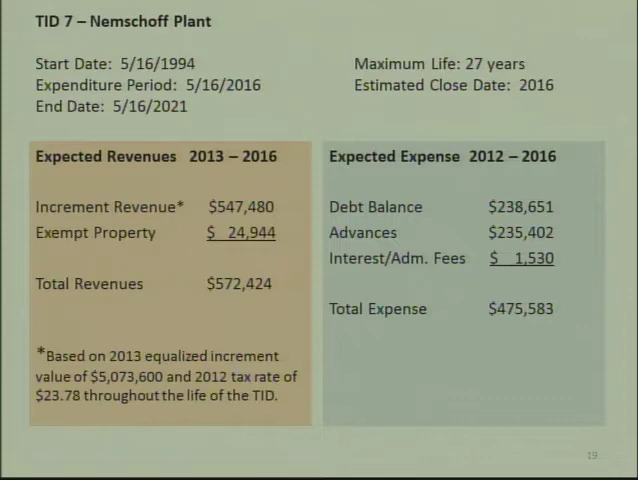 TID 7 – Nemschoff Plant
Start Date: 5/16/1994
Maximum Life: 27 years
Expenditure Period: 5/16/2016
Estimated Close Date: 2016
End Date: 5/16/2021
Expected Revenues 2013 – 2016
Increment Revenue* $547,480
Exempt Property $ 24,944
Total Revenues $572,424
*Based on 2013 equalized increment
value of $5,073,600 and 2012 tax rate of
$23.78 throughout the life of the TID.
Expected Expense 2012 – 2016
Debt Balance $238,651
Advances $235,402
Interest/Adm. Fees $ 1,530
Total Expense $475,583
19